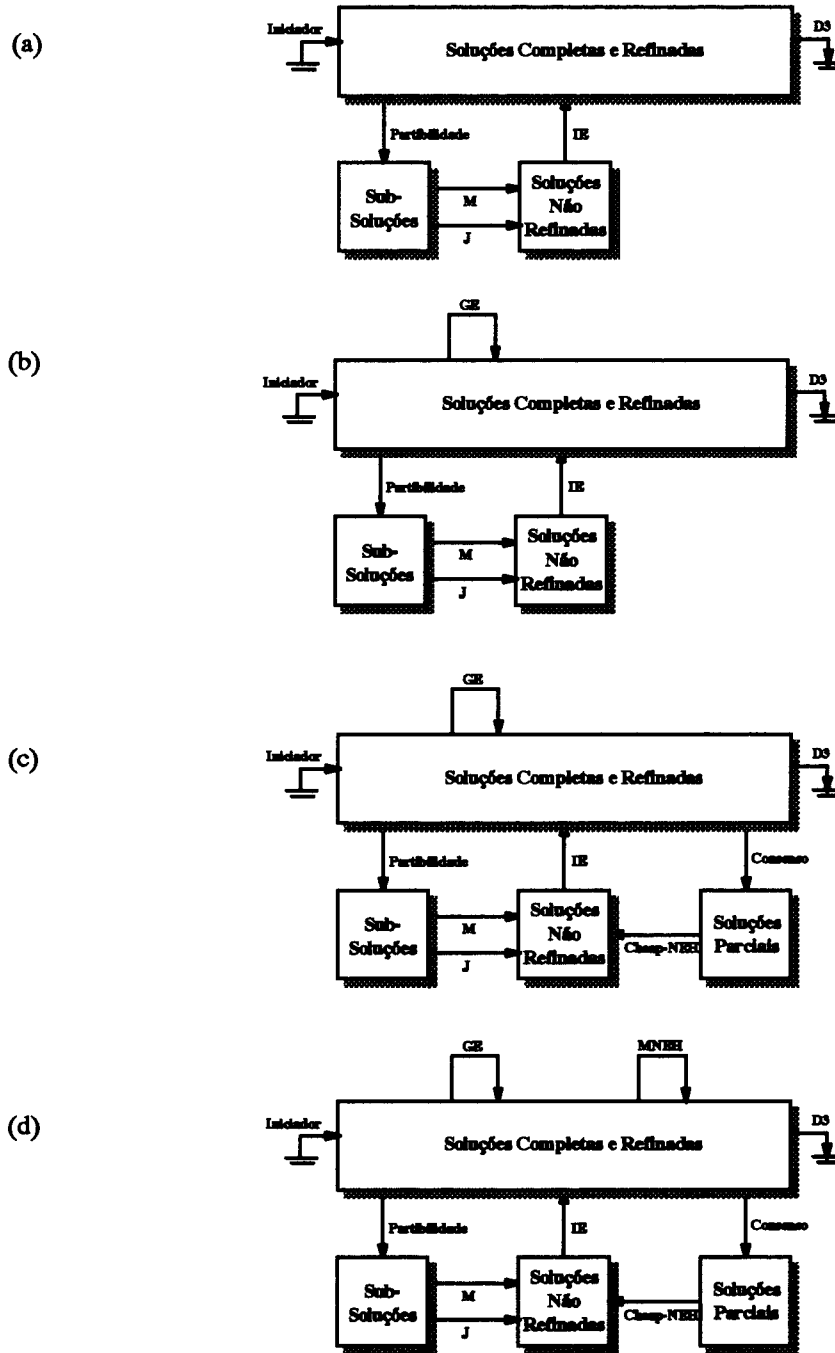 (a)
Iniciador
Soluções Completas e Refinadas
D3
Partibilidade
IE
Sub-
Soluções
M
J
Soluções
Não
Refinadas
(b)
GE
Iniciador
Soluções Completas e Refinadas
D3
Partibilidade
IE
Sub-
Soluções
M
J
Soluções
Não
Refinadas
(c)
GE
Iniciador
Soluções Completas e Refinadas
D3
Partibilidade
IE
Consenso
Sub-
Soluções
M
J
Soluções
Não
Refinadas
Cheap-NEH
Soluções
Parciais
(d)
GE
MNEH
Iniciador
Soluções Completas e Refinadas
D3
Partibilidade
IE
Consenso
Sub-
Soluções
M
J
Soluções
Não
Refinadas
Cheap-NEH
Soluções
Parciais